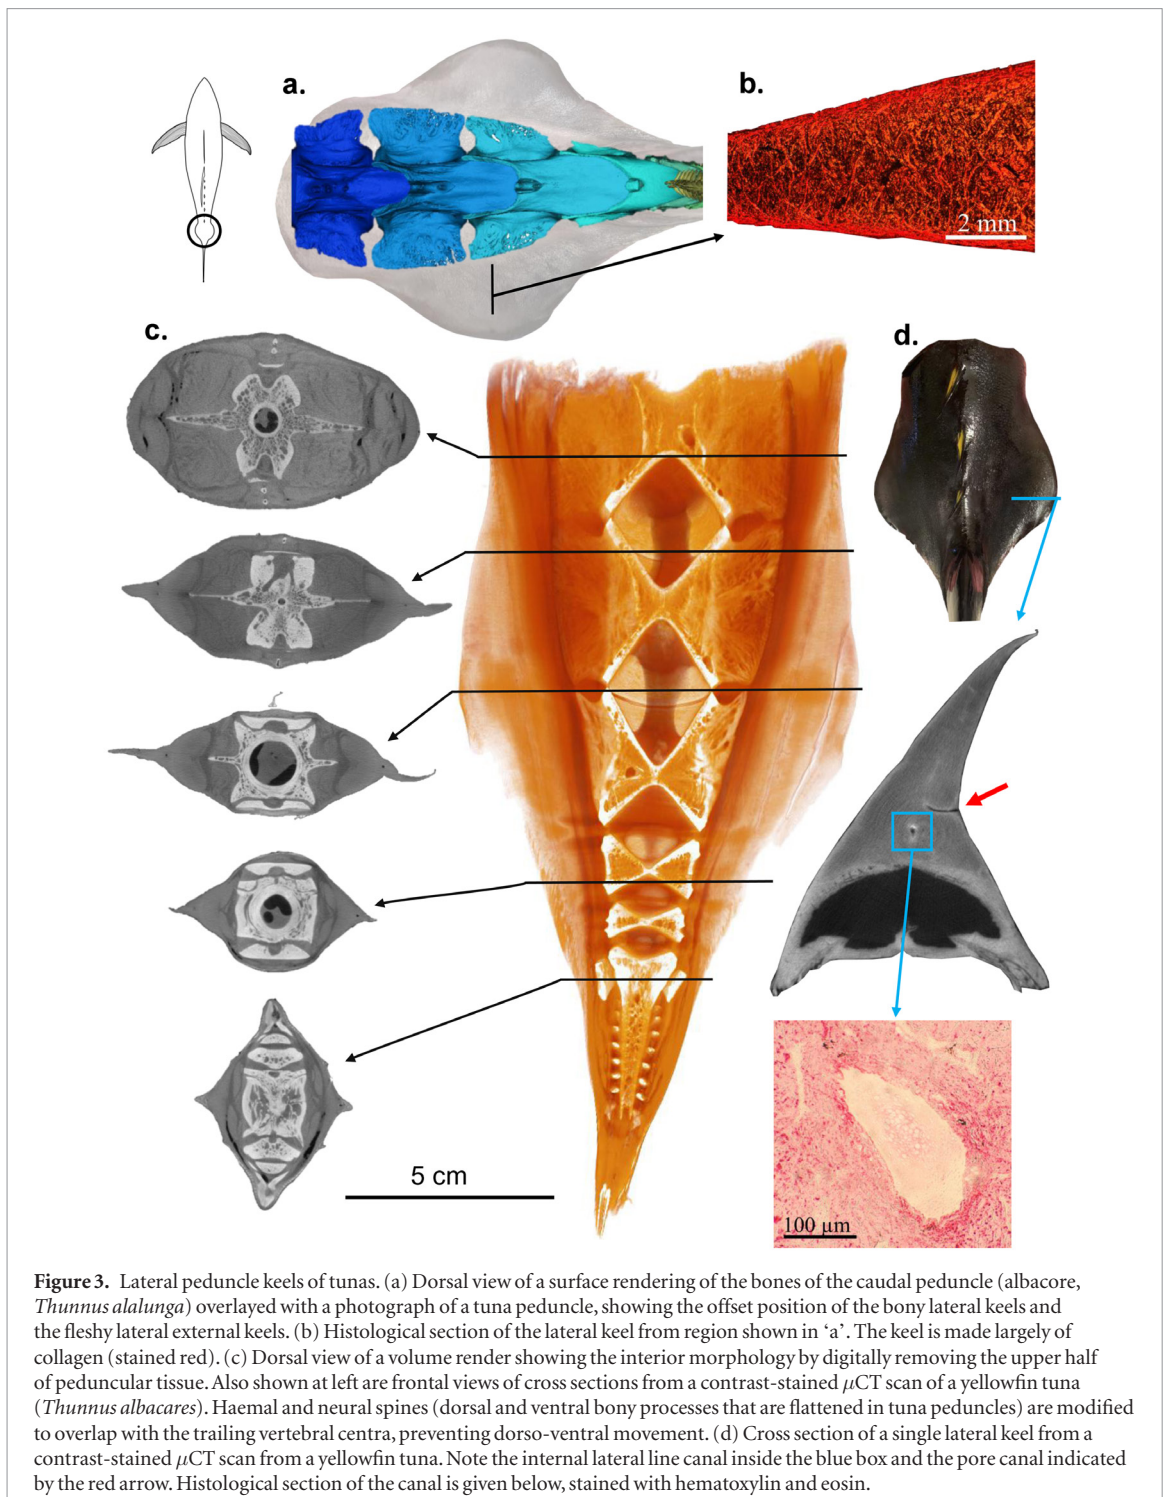 a.
b.
2 mm
c.
d.
5 cm
100 µm
Figure 3. Lateral peduncle keels of tunas. (a) Dorsal view of a surface rendering of the bones of the caudal peduncle (albacore,
Thunnus alalunga) overlayed with a photograph of a tuna peduncle, showing the offset position of the bony lateral keels and
the fleshy lateral external keels. (b) Histological section of the lateral keel from region shown in ‘a’. The keel is made largely of
collagen (stained red). (c) Dorsal view of a volume render showing the interior morphology by digitally removing the upper half
of peduncular tissue. Also shown at left are frontal views of cross sections from a contrast-stained µCT scan of a yellowfin tuna
(Thunnus albacares). Haemal and neural spines (dorsal and ventral bony processes that are flattened in tuna peduncles) are modified
to overlap with the trailing vertebral centra, preventing dorso-ventral movement. (d) Cross section of a single lateral keel from a
contrast-stained µCT scan from a yellowfin tuna. Note the internal lateral line canal inside the blue box and the pore canal indicated
by the red arrow. Histological section of the canal is given below, stained with hematoxylin and eosin.